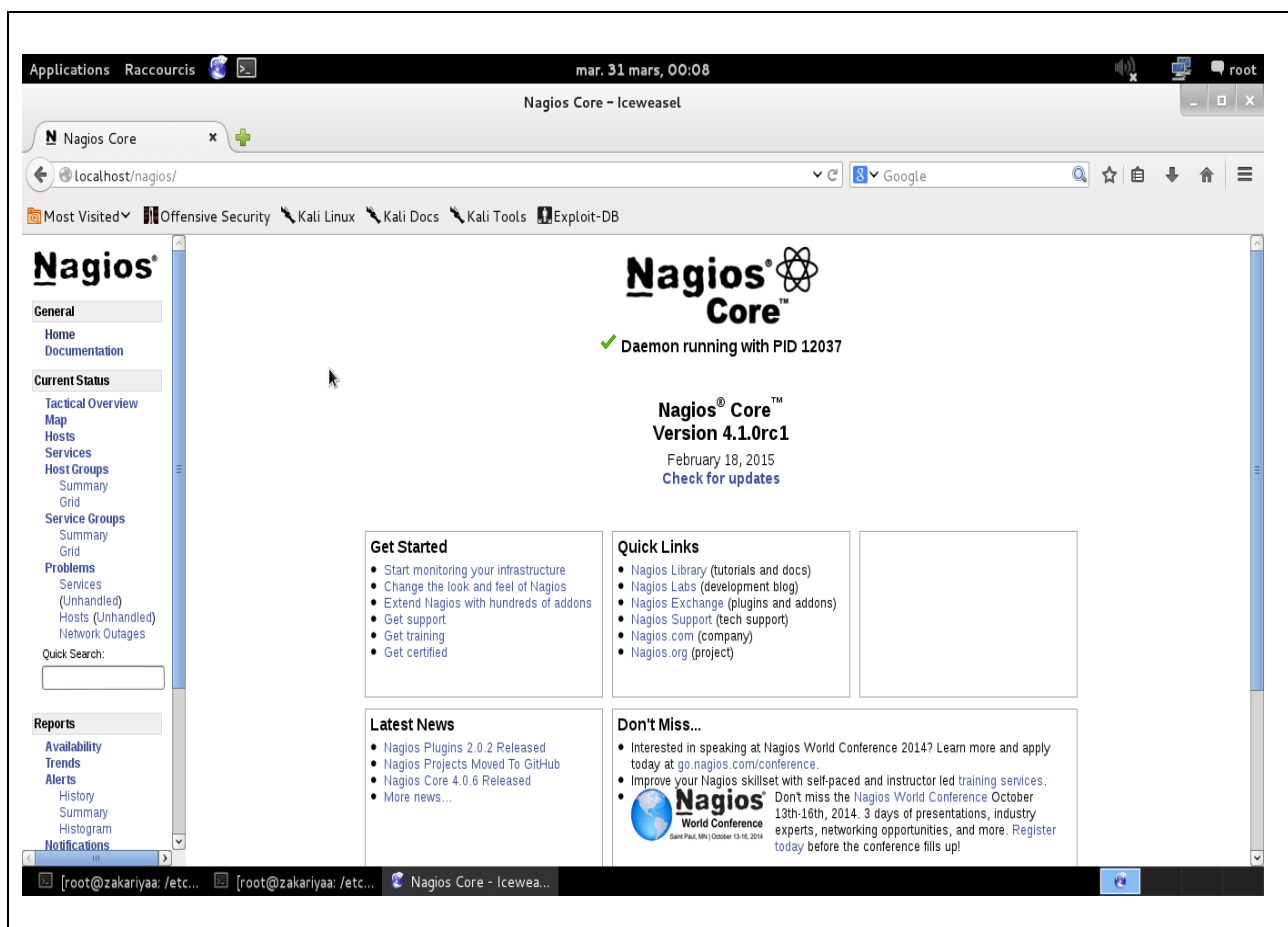 Applications Raccourcis mar. 31 mars, 00:08 root
Nagios Core - Iceweasel
N Nagios Core
localhost/nagios/ 8 Google
Most Visited Offensive Security Kali Linux Kali Docs Kali Tools Exploit-DB
Nagios®
General
Home
Documentation
Current Status
Tactical Overview
Map
Hosts
Services
Host Groups
Summary
Grid
Service Groups
Summary
Grid
Problems
Services
(Unhandled)
Hosts (Unhandled)
Network Outages
Quick Search:
Reports
Availability
Trends
Alerts
History
Summary
Histogram
Notifications
Nagios®
Core™
Daemon running with PID 12037
Nagios® Core™
Version 4.1.0rc1
February 18, 2015
Check for updates
Get Started
• Start monitoring your infrastructure
• Change the look and feel of Nagios
• Extend Nagios with hundreds of addons
• Get support
• Get training
• Get certified
Quick Links
• Nagios Library (tutorials and docs)
• Nagios Labs (development blog)
• Nagios Exchange (plugins and addons)
• Nagios Support (tech support)
• Nagios.com (company)
• Nagios.org (project)
Latest News
• Nagios Plugins 2.0.2 Released
• Nagios Projects Moved To GitHub
• Nagios Core 4.0.6 Released
• More news...
Don't Miss...
• Interested in speaking at Nagios World Conference 2014? Learn more and apply
today at go.nagios.com/conference.
• Improve your Nagios skillset with self-paced and instructor led training services.
• Nagios®
World Conference
Saint Paul, MN | October 13-16, 2014
Don't miss the Nagios World Conference October
13th-16th, 2014. 3 days of presentations, industry
experts, networking opportunities, and more. Register
today before the conference fills up!
[root@zakariyaa: /etc... [root@zakariyaa: /etc... Nagios Core - Icewea...